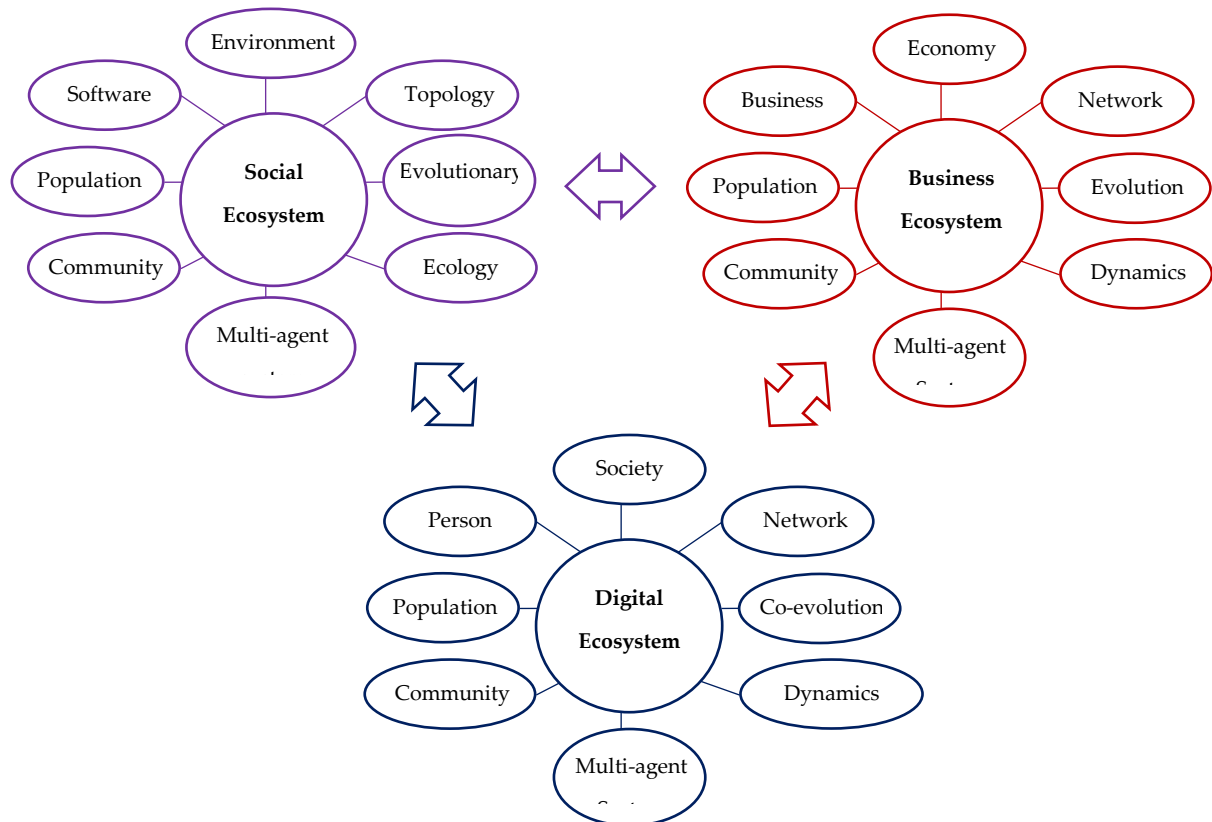 Environment
Software
Topology
Social
Ecosystem
Population
Evolutionary
Community
Ecology
Multi-agent
Economy
Business
Network
Business
Ecosystem
Population
Evolution
Community
Dynamics
Multi-agent
Society
Person
Network
Digital
Ecosystem
Population
Co-evolution
Community
Dynamics
Multi-agent